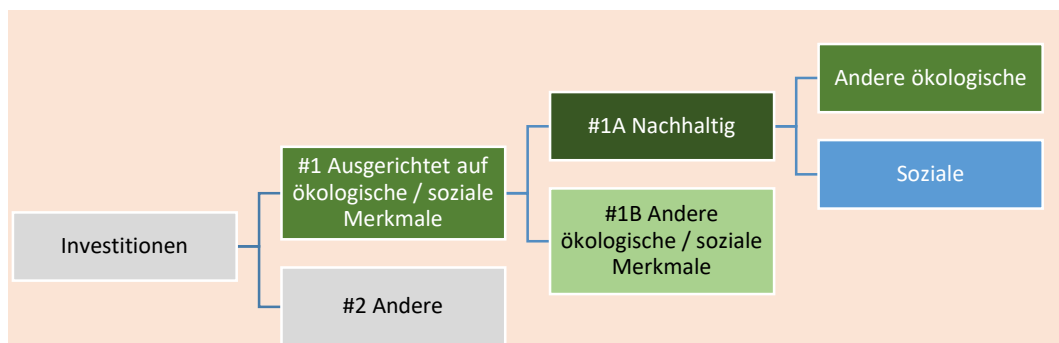 Investitionen
#1 Ausgerichtet auf
ökologische / soziale
Merkmale
#2 Andere
#1A Nachhaltig
#1B Andere
ökologische / soziale
Merkmale
Andere ökologische
Soziale